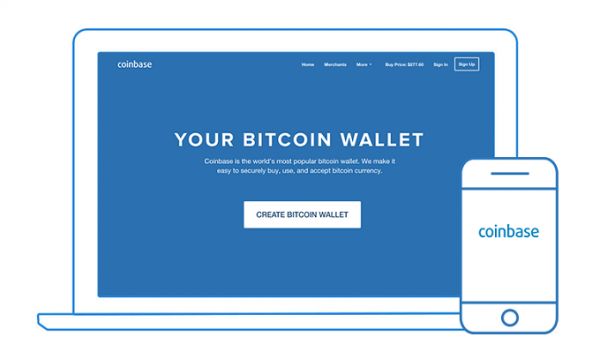 coinbase
Home Merchants More Buy Price: $277.60 Sign In Sign Up
YOUR BITCOIN WALLET
Coinbase is the world's most popular bitcoin wallet. We make it
easy to securely buy, use, and accept bitcoin currency.
CREATE BITCOIN WALLET
coinbase